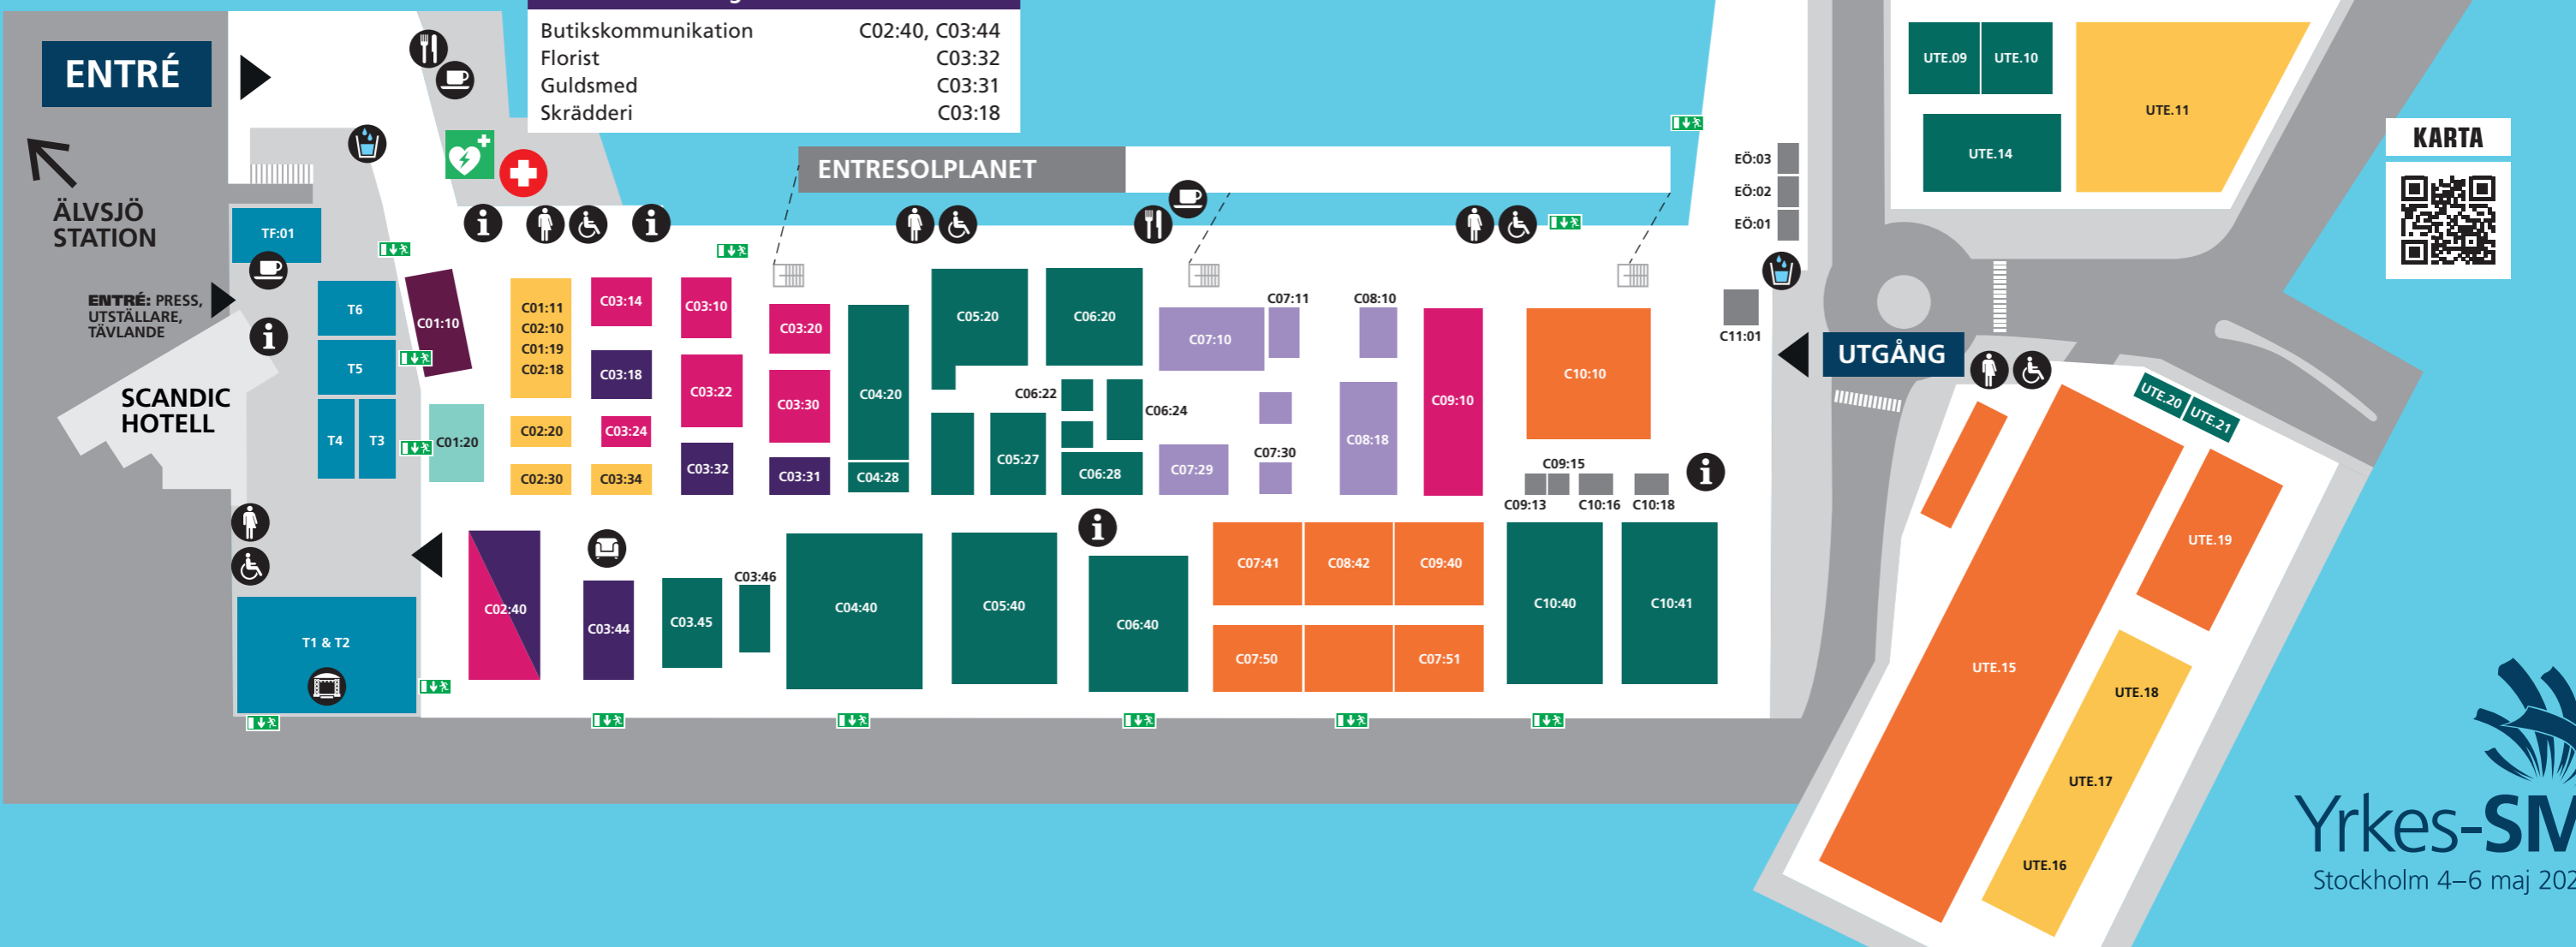 Butikskommunikation C02:40, C03:44
Florist C03:32
Guldsmed C03:31
Skrädderi C03:18
ENTRÉ
ÄLVSJÖ
STATION
ENTRÉ: PRESS,
UTSTÄLLARE,
TÄVLANDE
SCANDIC
HOTELL
ENTRESOLPLANET
TF:01
T6
T5
T4
T3
T1 & T2
C01:10
C01:20
C01:11
C02:10
C01:19
C02:18
C02:20
C02:30
C03:14
C03:18
C03:24
C03:34
C03:10
C03:22
C03:32
C03:20
C03:30
C03:31
C04:20
C04:28
C05:20
C05:27
C06:20
C06:22
C06:24
C06:28
C07:10
C07:11
C07:29
C07:30
C08:10
C08:18
C09:10
C10:10
C09:15
C09:13
C10:16
C10:18
C11:01
EÖ:03
EÖ:02
EÖ:01
C02:40
C03:44
C03.45
C03:46
C04:40
C05:40
C06:40
C07:41
C08:42
C09:40
C07:50
C07:51
C10:40
C10:41
UTGÅNG
UTE.09
UTE.10
UTE.11
UTE.14
UTE.20
UTE.21
UTE.19
UTE.15
UTE.18
UTE.17
UTE.16
KARTA
Yrkes-SM
Stockholm 4–6 maj 202